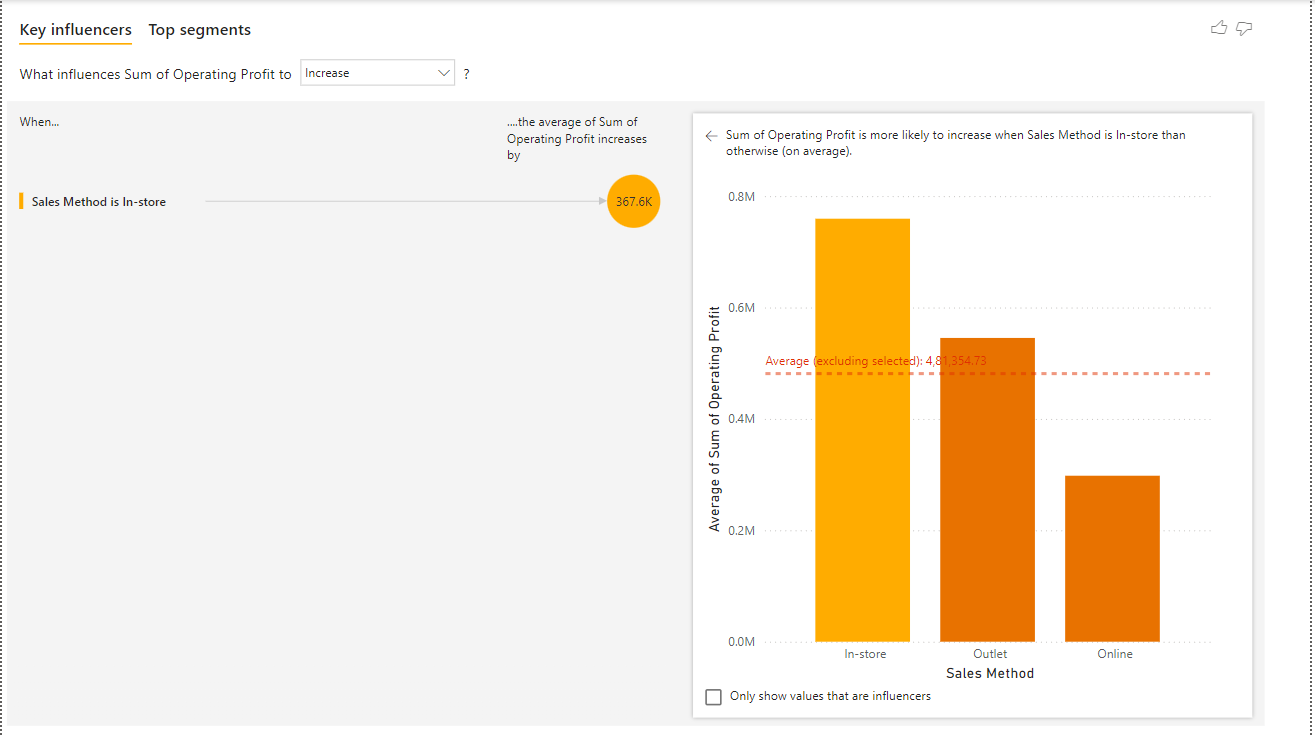 Key influencers Top segments
What influences Sum of Operating Profit to Increase ?
When...
....the average of Sum of
Operating Profit increases
by
Sales Method is In-store 367.6K
Sum of Operating Profit is more likely to increase when Sales Method is In-store than
otherwise (on average).
Average of Sum of Operating Profit
0.8M
0.6M
Average (excluding selected): 4,81,354.73
0.4M
0.2M
0.0M
In-store Outlet Online
Sales Method
Only show values that are influencers